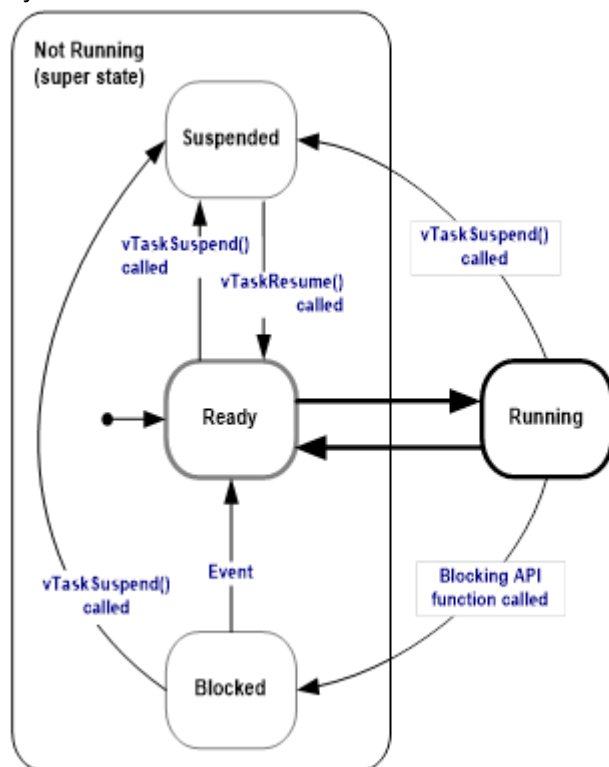 Not Running
(super state)
Suspended
vTaskSuspend()
called
vTaskResume()
called
vTaskSuspend()
called
Ready
Running
Event
vTaskSuspend()
called
Blocking API
function called
Blocked